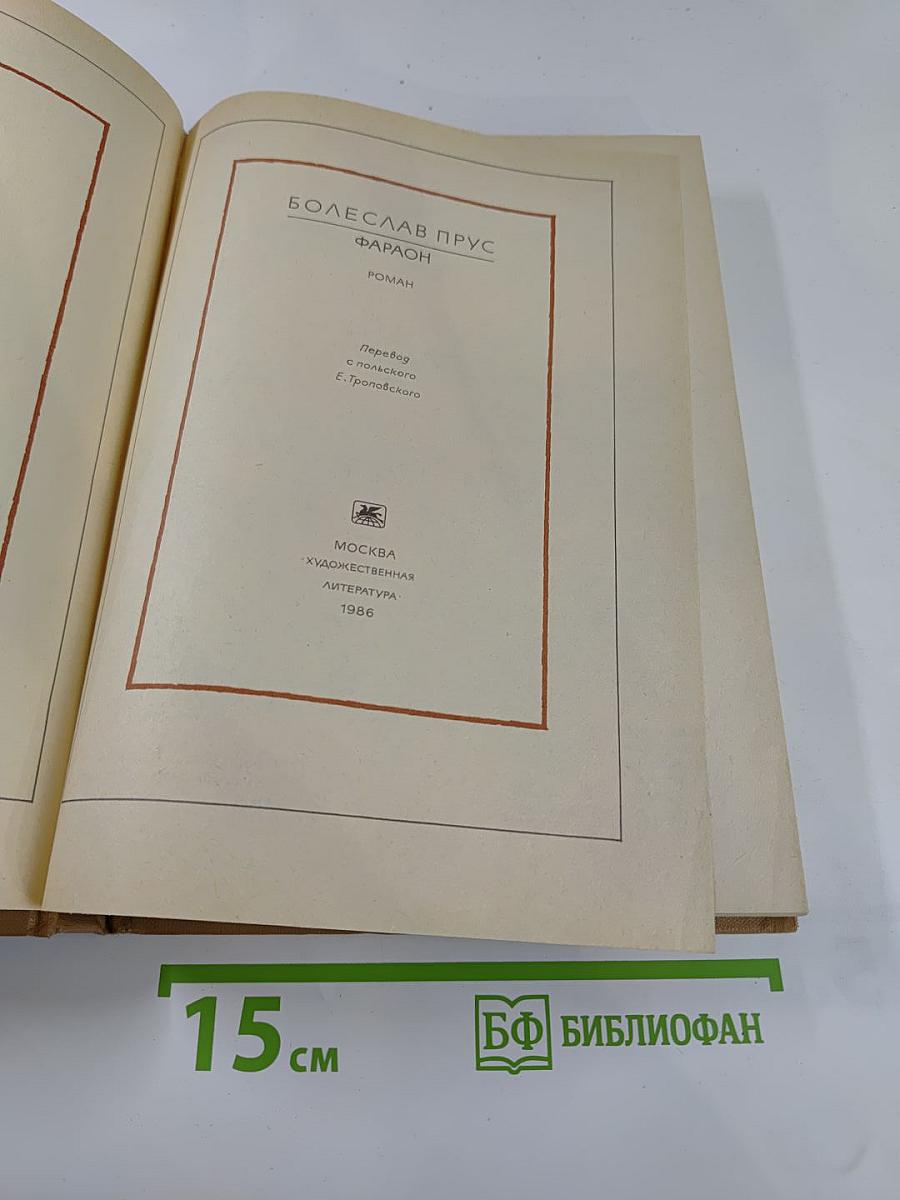 БОЛЕСЛАВ ПРУС
ФАРАОН
РОМАН
Перевод
с польского
Е. Троповского
МОСКВА
·ХУДОЖЕСТВЕННАЯ
ЛИТЕРАТУРА·
1986
15 см
БФ БИБЛИОФАН